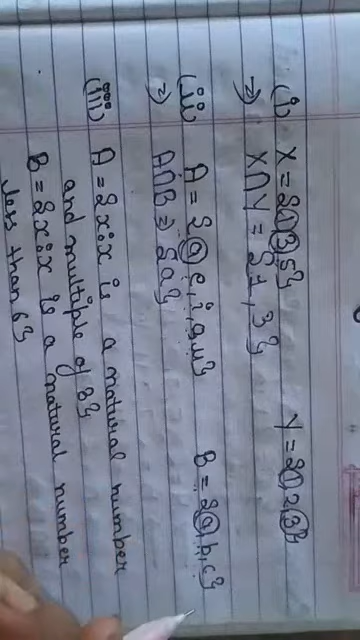 (i) X = {1, 3, 5} Y = {1, 2, 3}
⇒ X∩Y = {1, 3}
(ii) A = {a, e, i, o, u} B = {a, b, c}
⇒ A∩B = {a}
(iii) A = {x : x is a natural number
and multiple of 3}
B = {x : x is a natural number
less than 6}